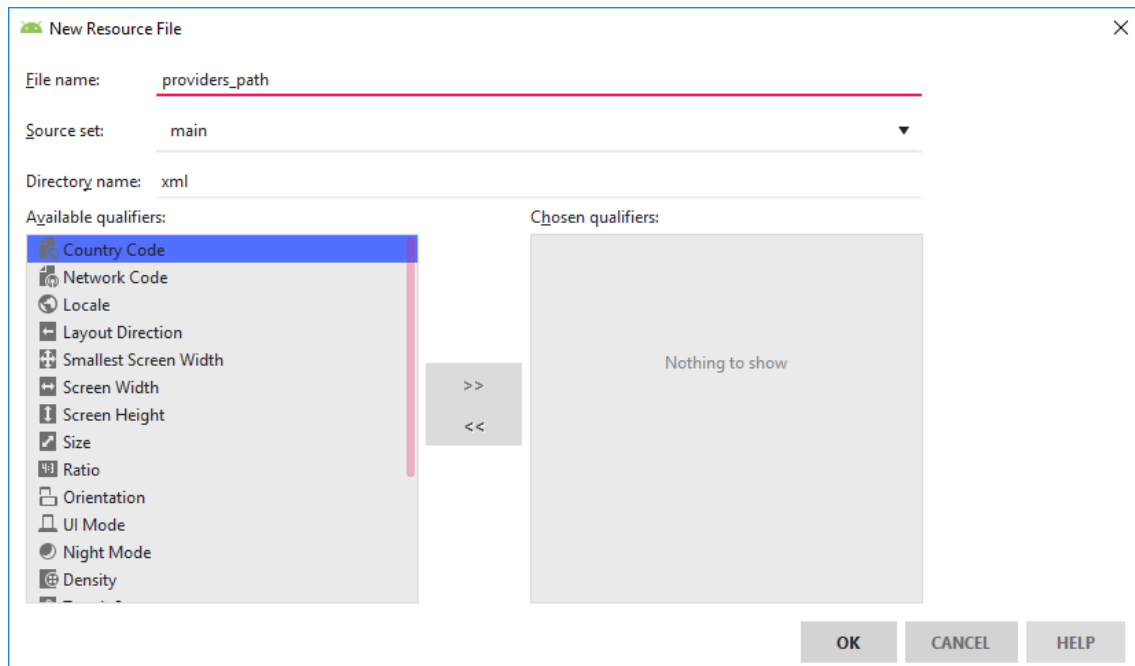 New Resource File
File name: providers_path
Source set: main
Directory name: xml
Available qualifiers:
Chosen qualifiers:
Country Code
Network Code
Locale
Layout Direction
Smallest Screen Width
Screen Width
Screen Height
Size
Ratio
Orientation
UI Mode
Night Mode
Density
>>
<<
Nothing to show
OK
CANCEL
HELP